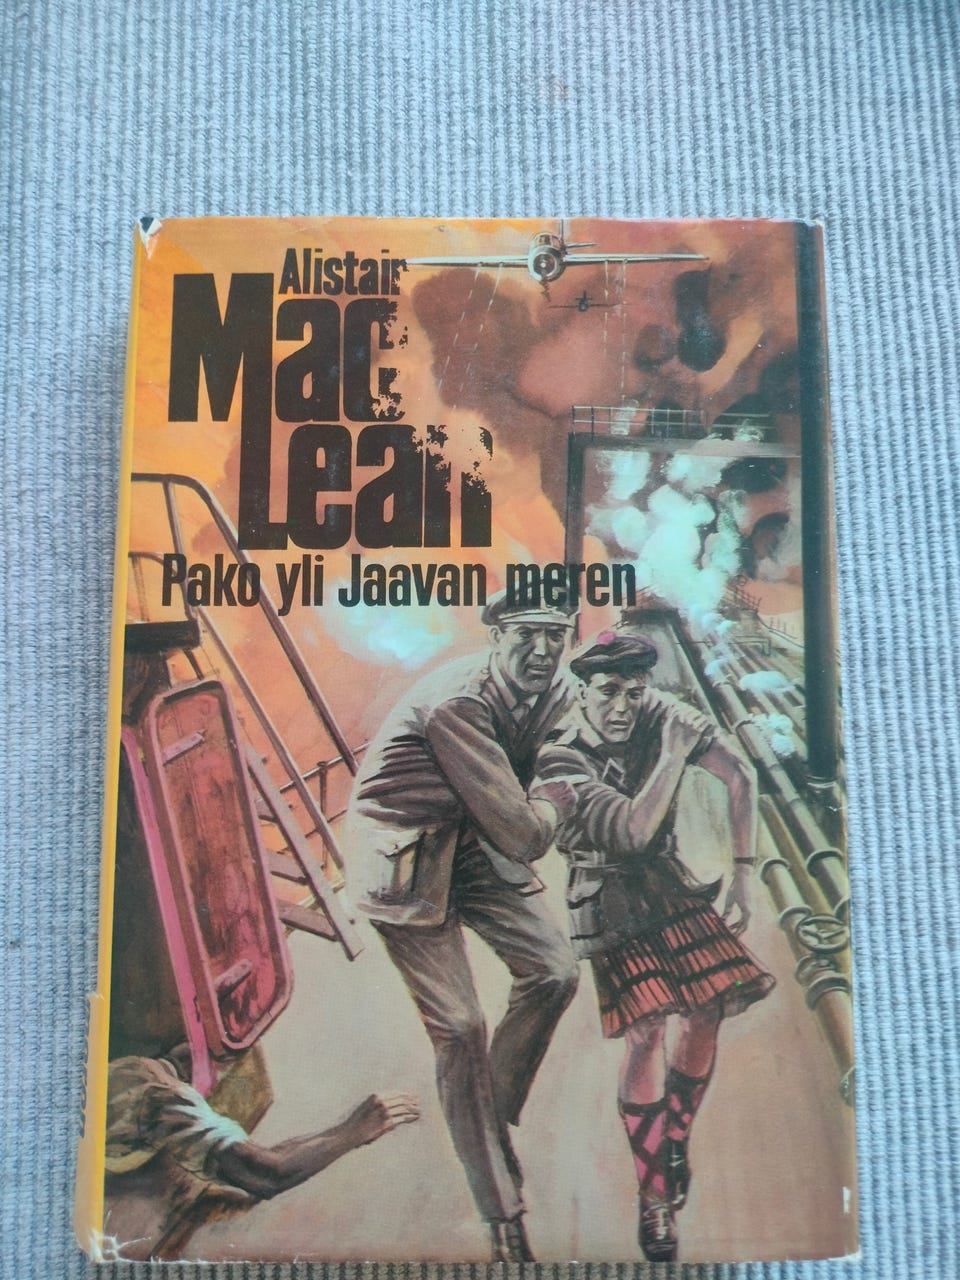 Alistair
Mac
Lean
Pako yli Jaavan meren